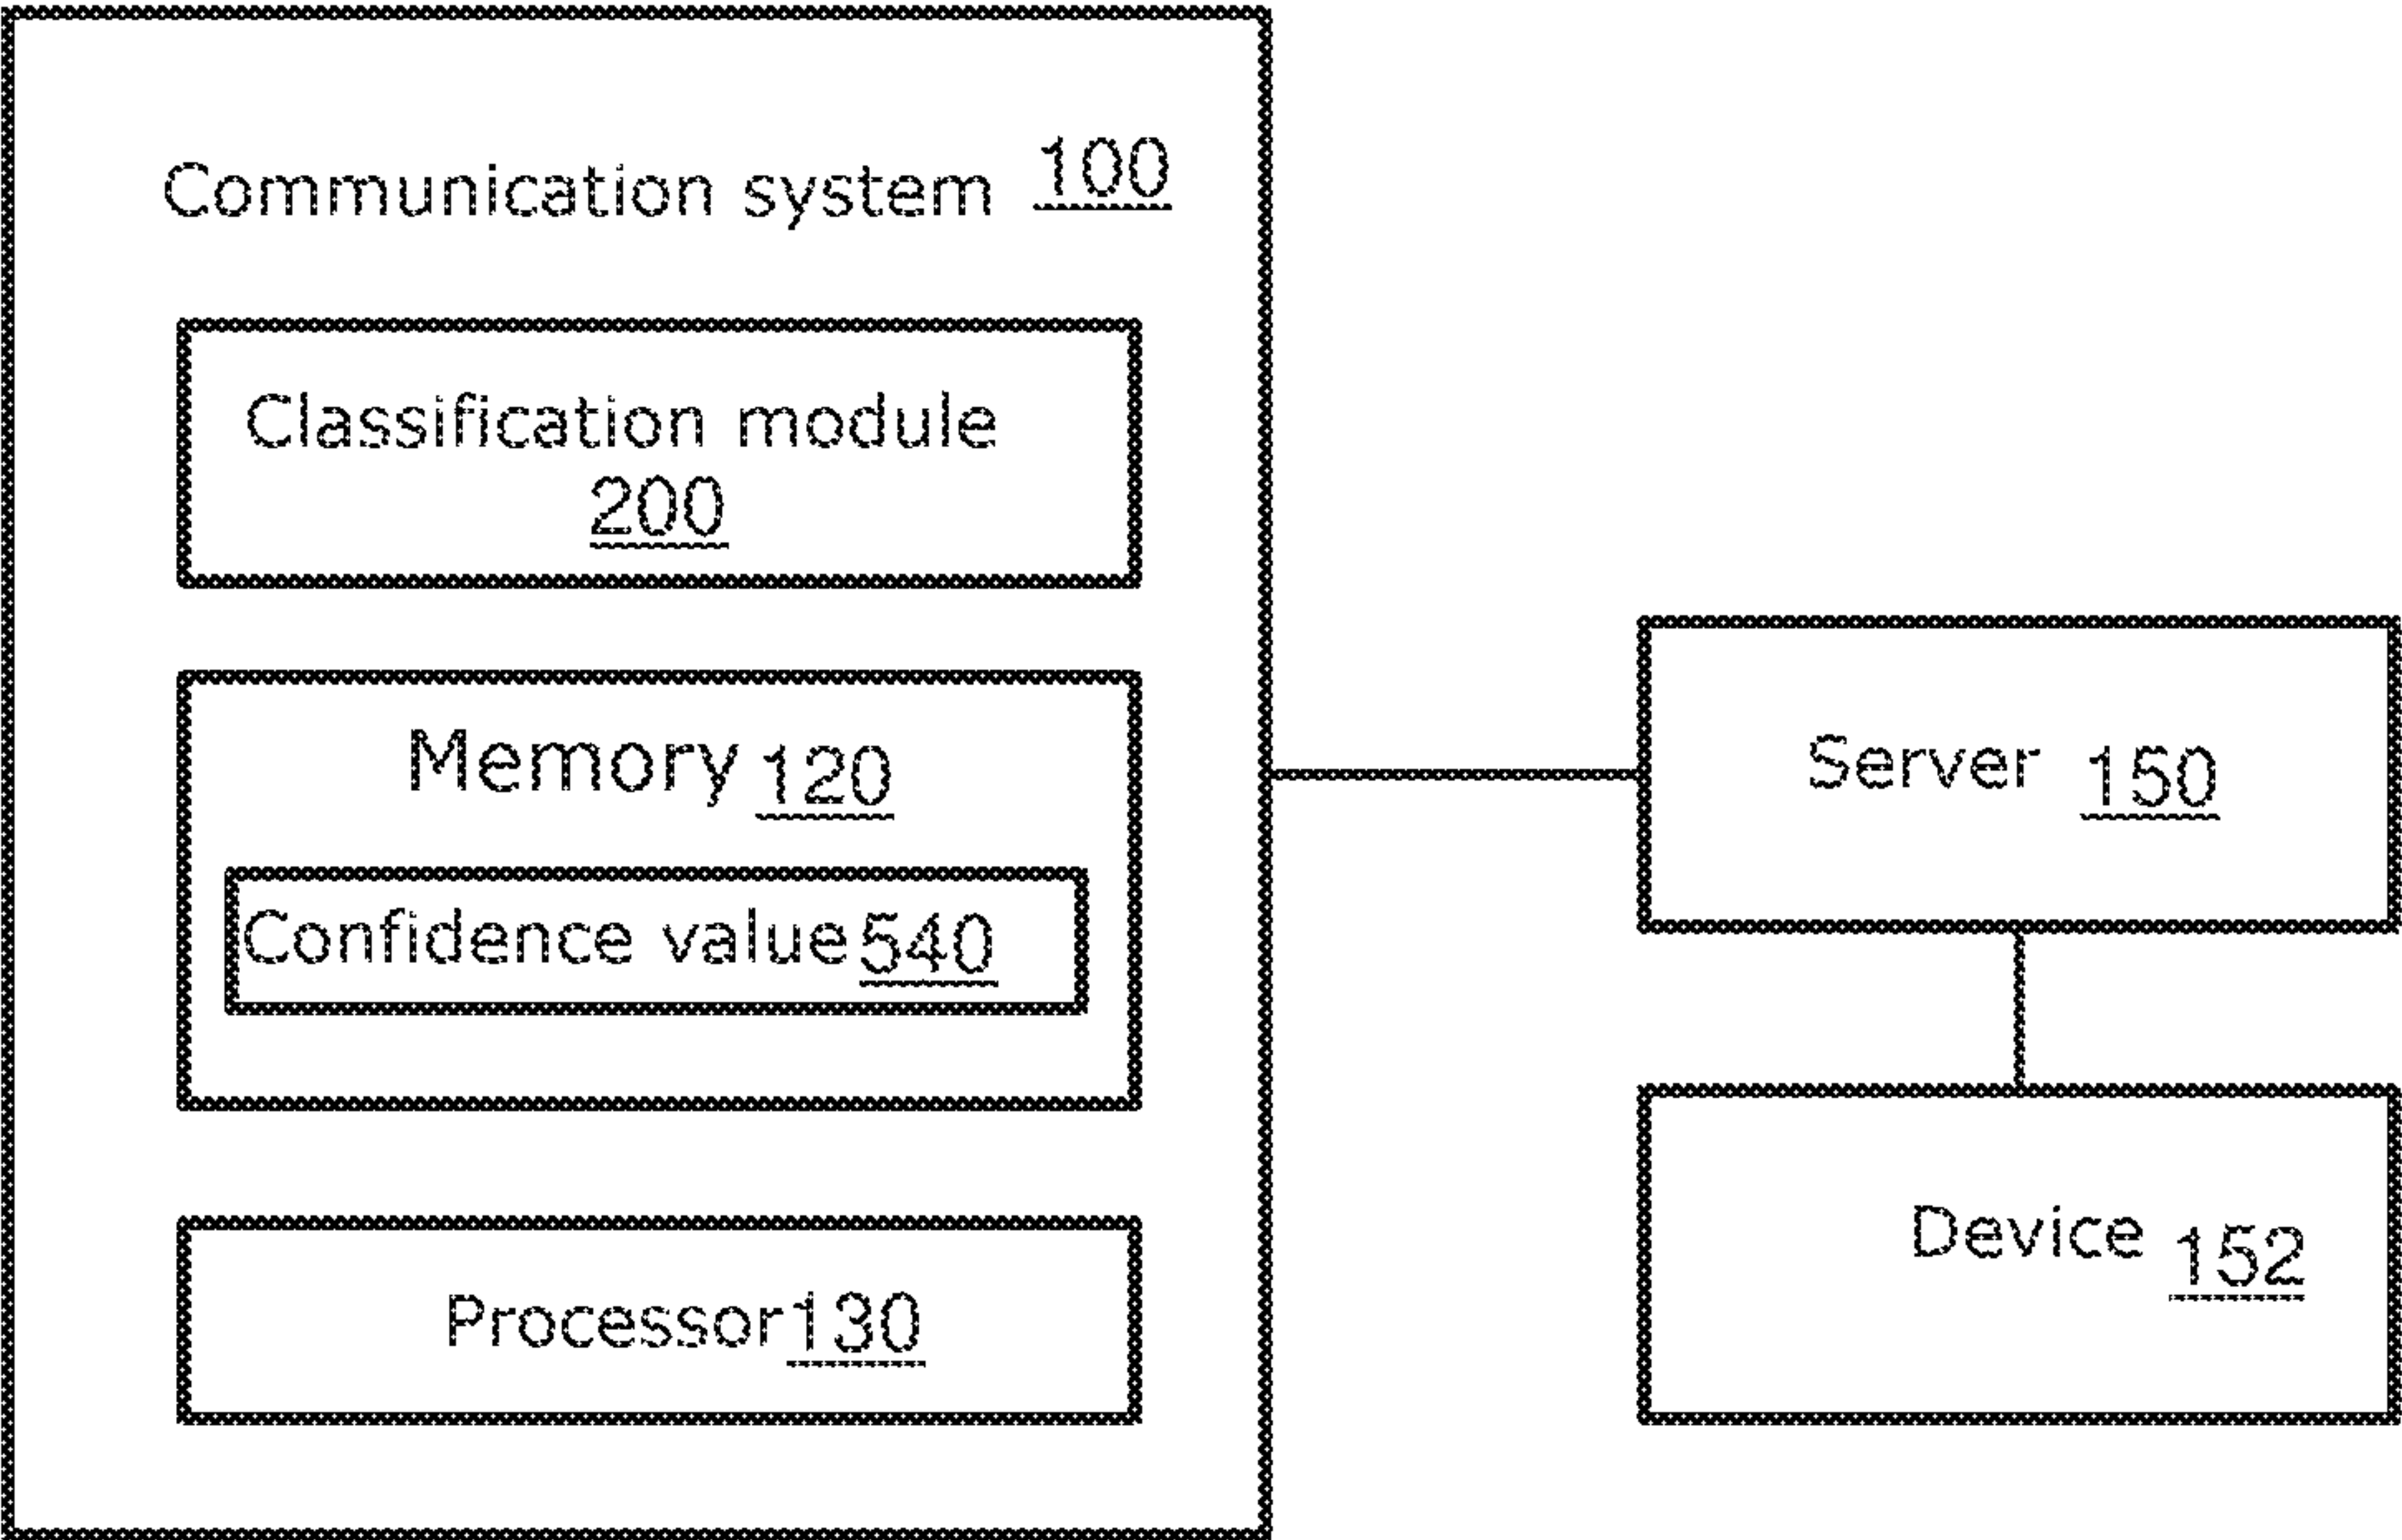 Communication system 100
Classification module
200
Memory 120
Confidence value 540
Processor 130
Server 150
Device 152